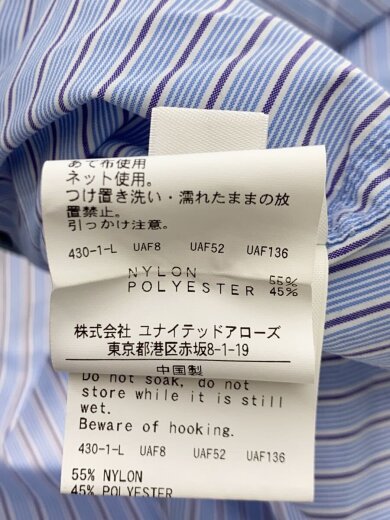 あて布使用
ネット使用。
つけ置き洗い・濡れたままの放
置禁止。
引っかけ注意。
430-1-L UAF8 UAF52 UAF136
NYLON 55%
POLYESTER 45%
株式会社 ユナイテッドアローズ
東京都港区赤坂8-1-19
中国製
Do not soak, do not
store while it is still
wet.
Beware of hooking.
430-1-L UAF8 UAF52 UAF136
55% NYLON
45% POLYESTER